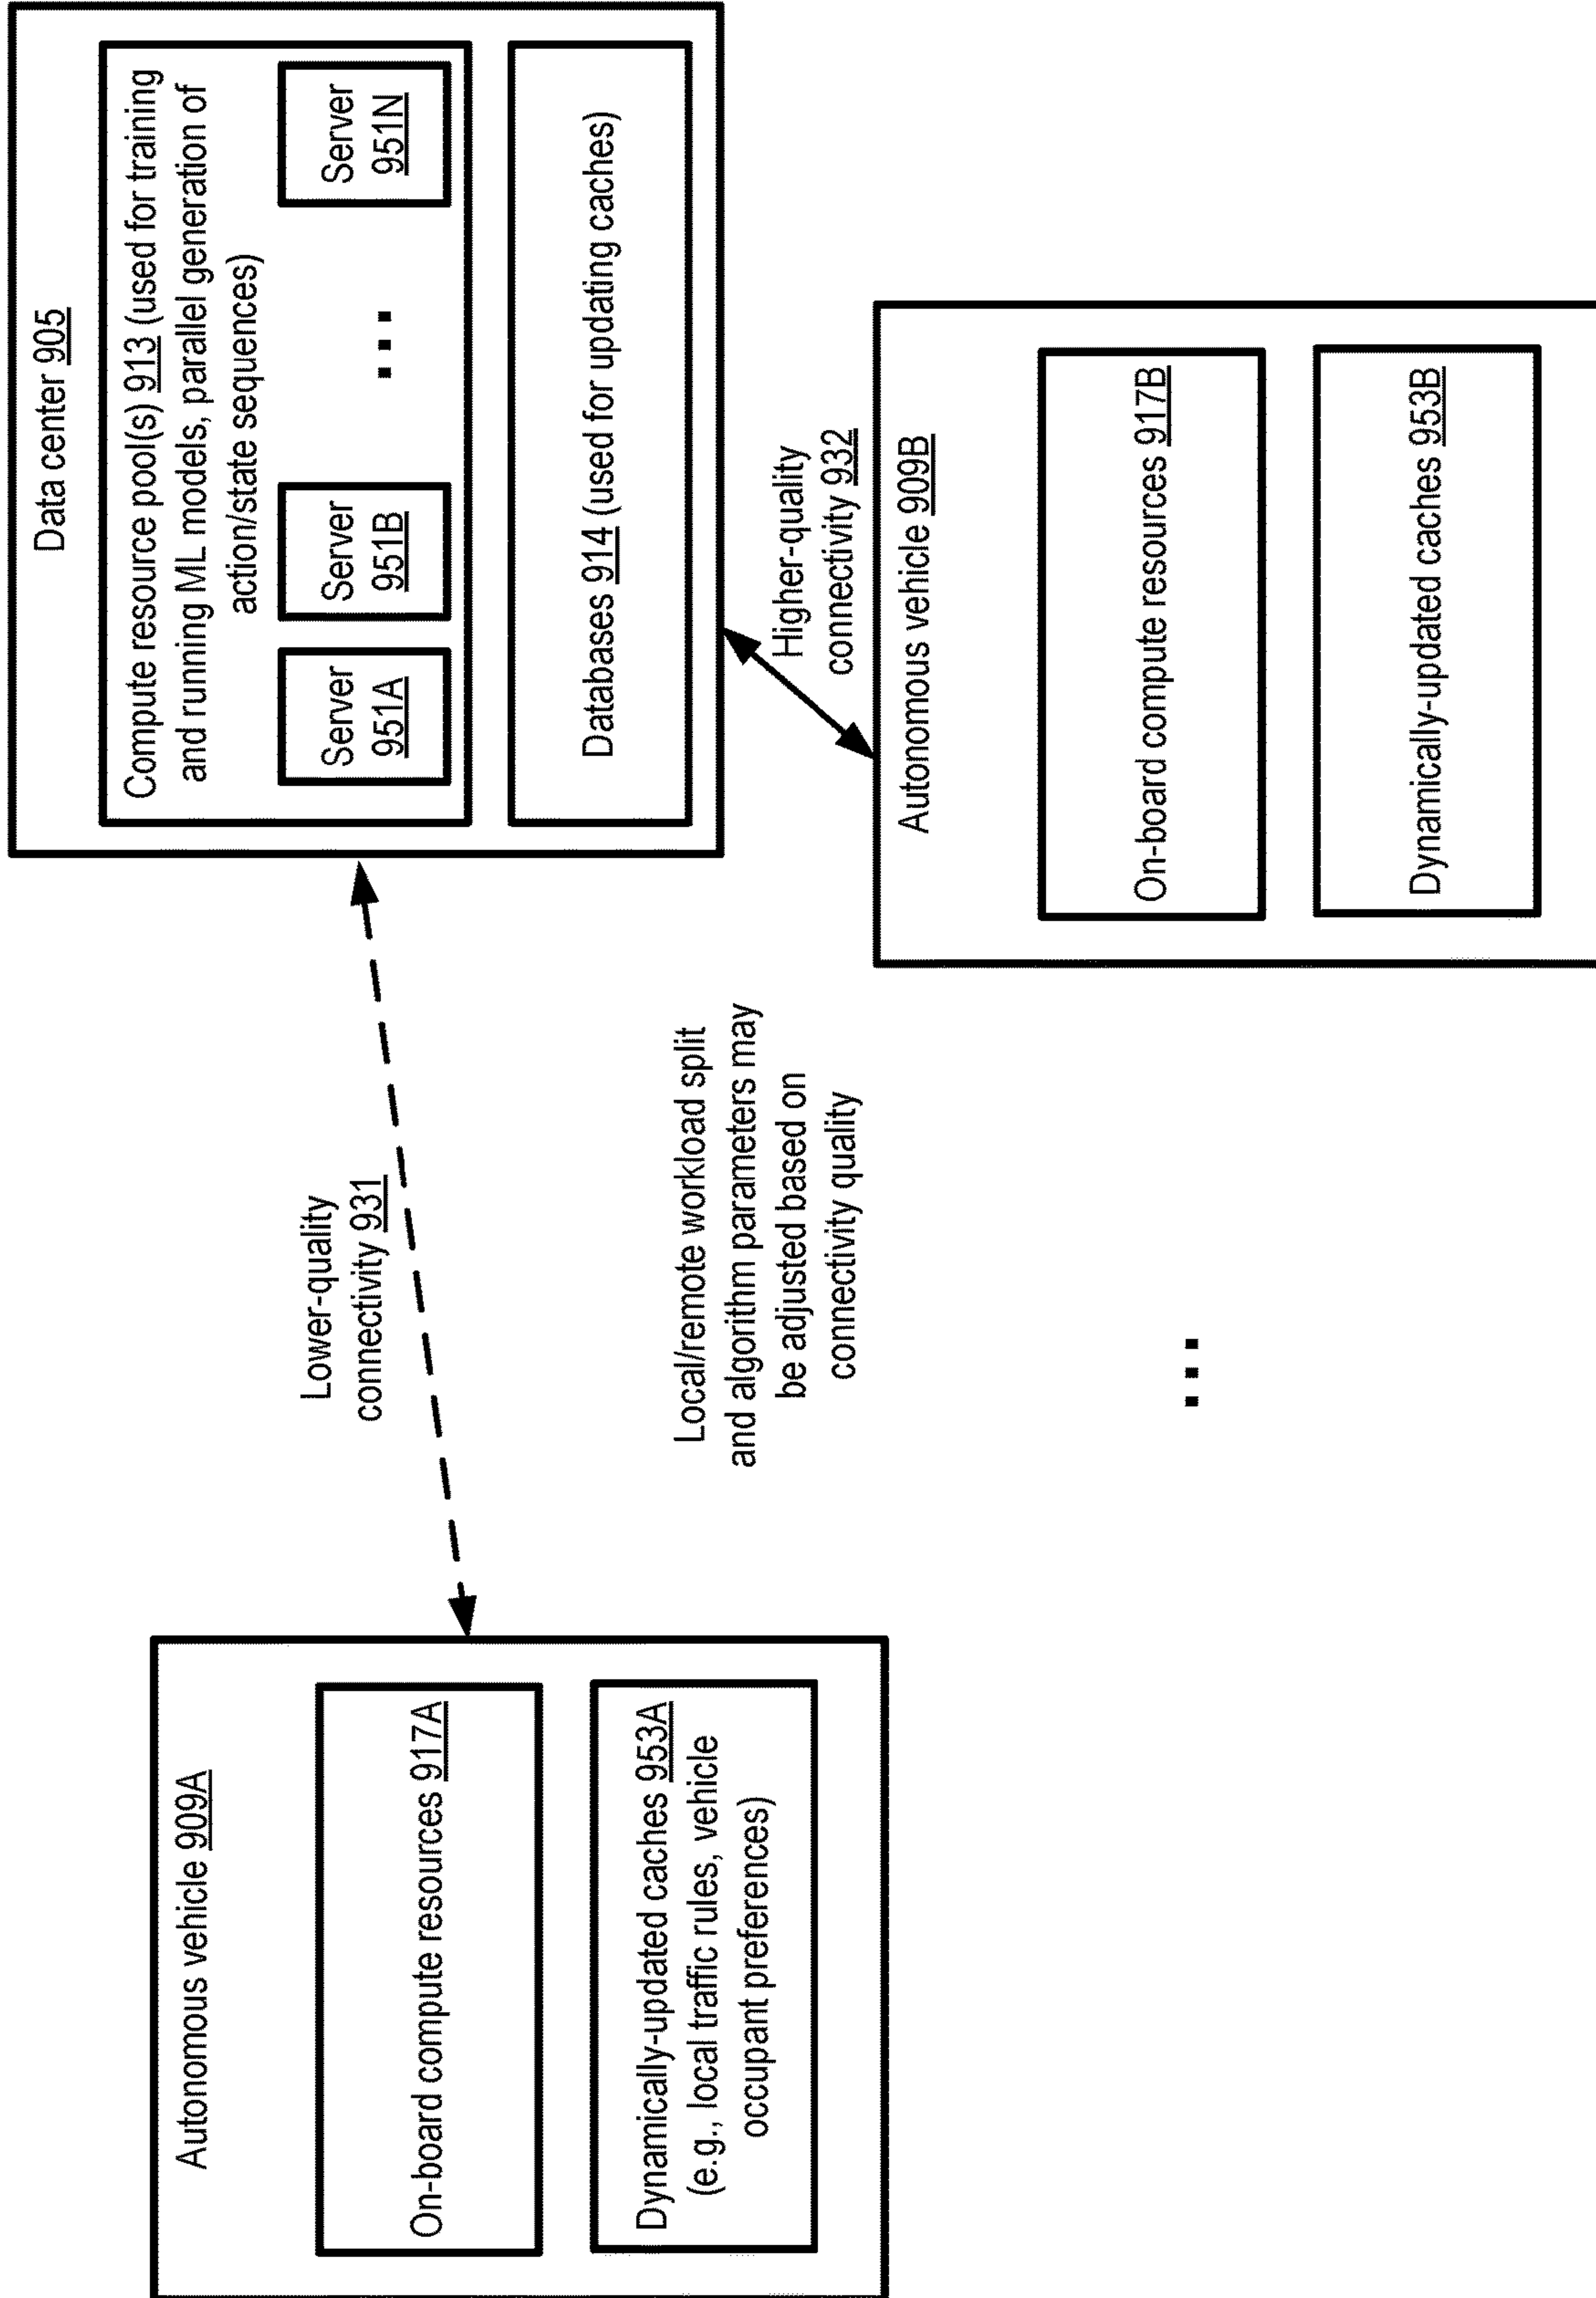 Data center 905
Compute resource pool(s) 913 (used for training
and running ML models, parallel generation of
action/state sequences)
Server
951A
Server
951B
...
Server
951N
Databases 914 (used for updating caches)
Lower-quality
connectivity 931
Higher-quality
connectivity 932
Local/remote workload split
and algorithm parameters may
be adjusted based on
connectivity quality
Autonomous vehicle 909A
On-board compute resources 917A
Dynamically-updated caches 953A
(e.g., local traffic rules, vehicle
occupant preferences)
...
Autonomous vehicle 909B
On-board compute resources 917B
Dynamically-updated caches 953B